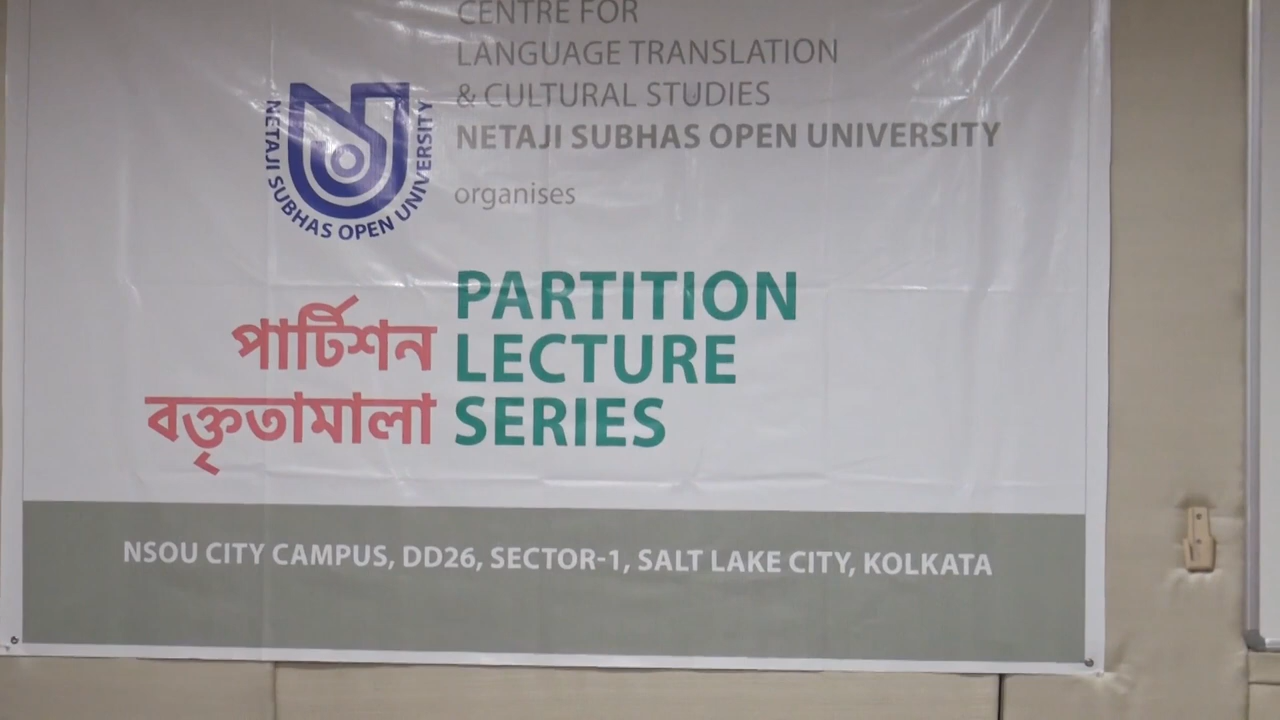 CENTRE FOR
LANGUAGE TRANSLATION
& CULTURAL STUDIES
NETAJI SUBHAS OPEN UNIVERSITY
NETAJI SUBHAS OPEN UNIVERSITY
organises
PARTITION
LECTURE
SERIES
পার্টিশন
বক্তৃতামালা
NSOU CITY CAMPUS, DD26, SECTOR-1, SALT LAKE CITY, KOLKATA